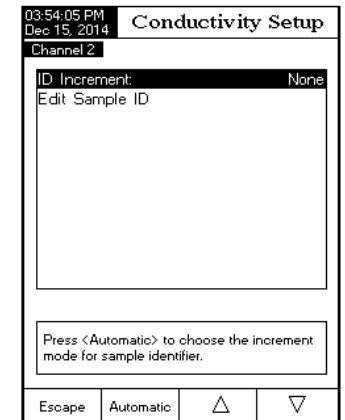 03:54:05 PM
Dec 15, 2014
Conductivity Setup
Channel 2
ID Increment: None
Edit Sample ID
Press <Automatic> to choose the increment
mode for sample identifier.
Escape Automatic △ ▽